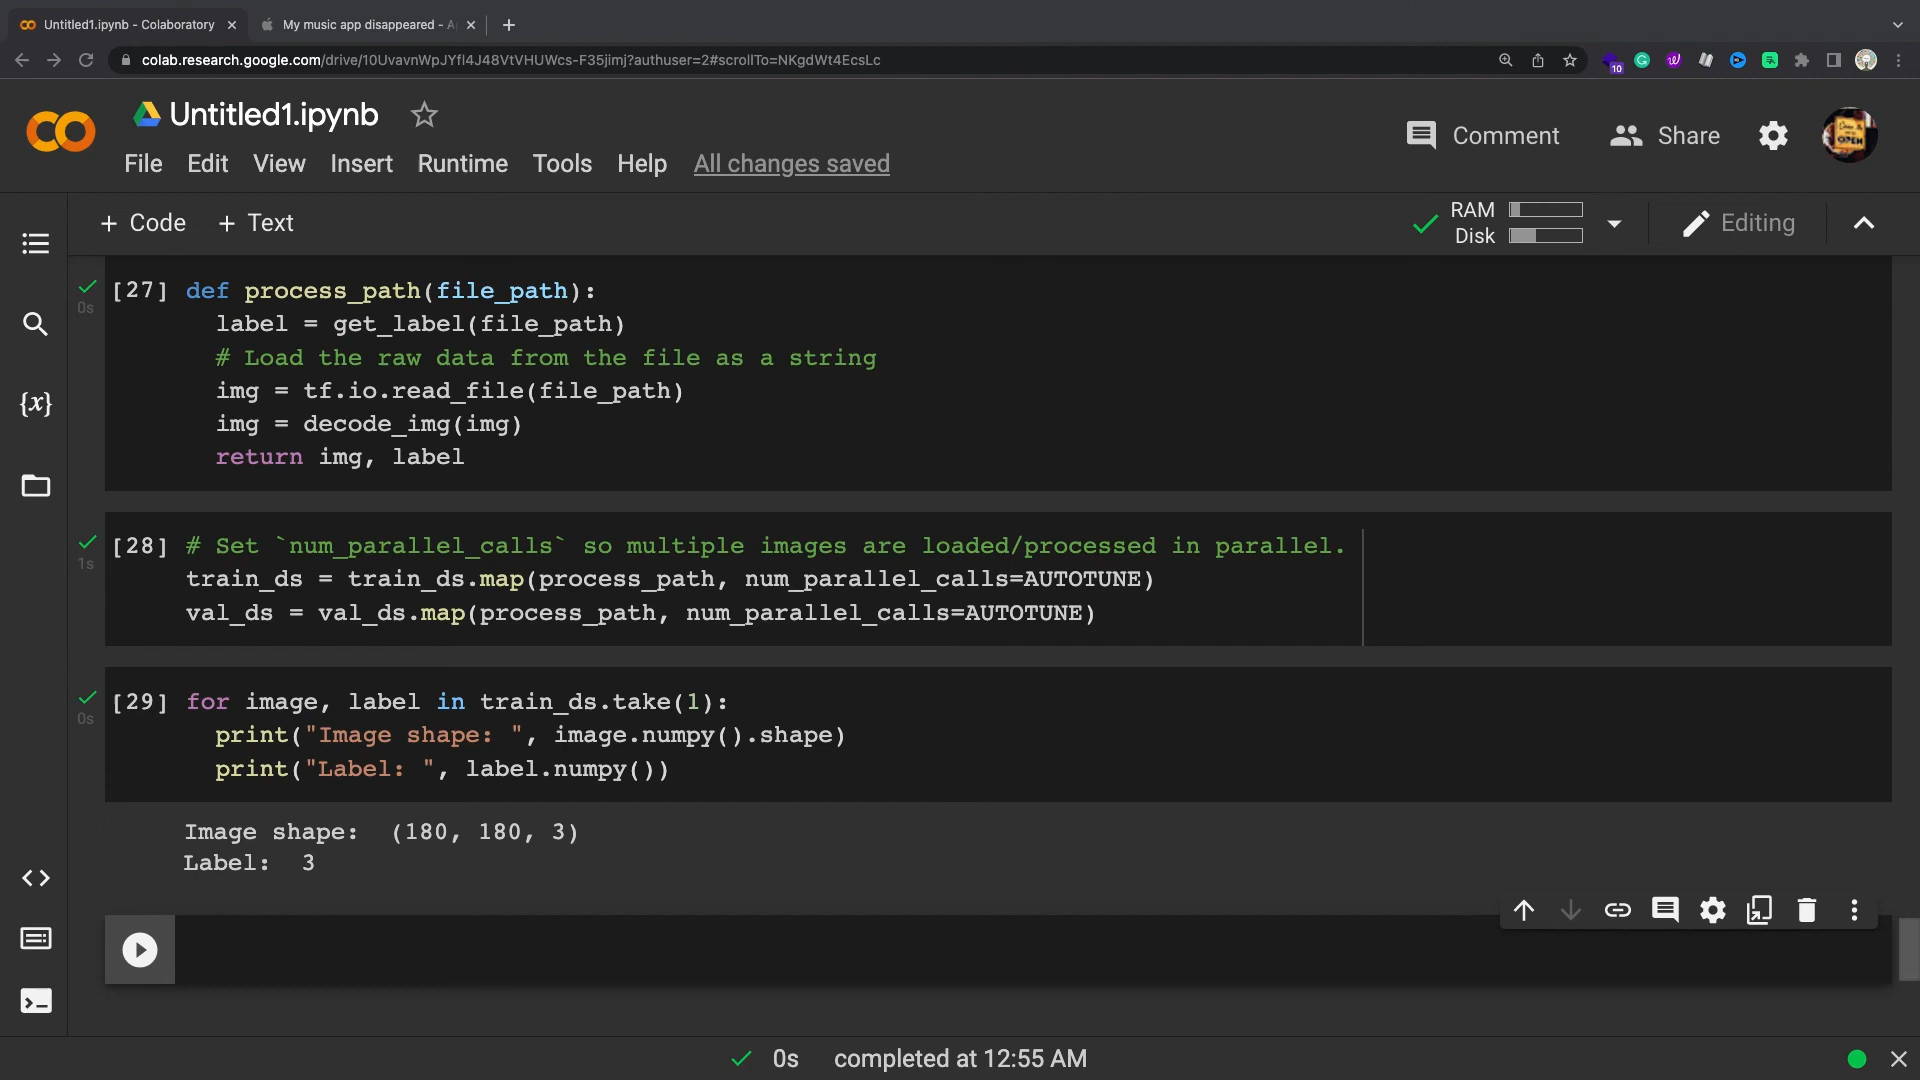 Untitled1.ipynb - Colaboratory
My music app disappeared - A
colab.research.google.com/drive/10UvavnWpJYfl4J48VtVHUWcs-F35jimj?authuser=2#scrollTo=NKgdWt4EcsLc
10
Untitled1.ipynb
Comment
Share
File Edit View Insert Runtime Tools Help All changes saved
+ Code + Text
RAM
Disk
Editing
[27] def process_path(file_path):
0s
label = get_label(file_path)
# Load the raw data from the file as a string
img = tf.io.read_file(file_path)
{x}
img = decode_img(img)
return img, label
[28] # Set `num_parallel_calls` so multiple images are loaded/processed in parallel.
1s
train_ds = train_ds.map(process_path, num_parallel_calls=AUTOTUNE)
val_ds = val_ds.map(process_path, num_parallel_calls=AUTOTUNE)
[29] for image, label in train_ds.take(1):
0s
print("Image shape: ", image.numpy().shape)
print("Label: ", label.numpy())
Image shape:  (180, 180, 3)
Label:  3
0s completed at 12:55 AM